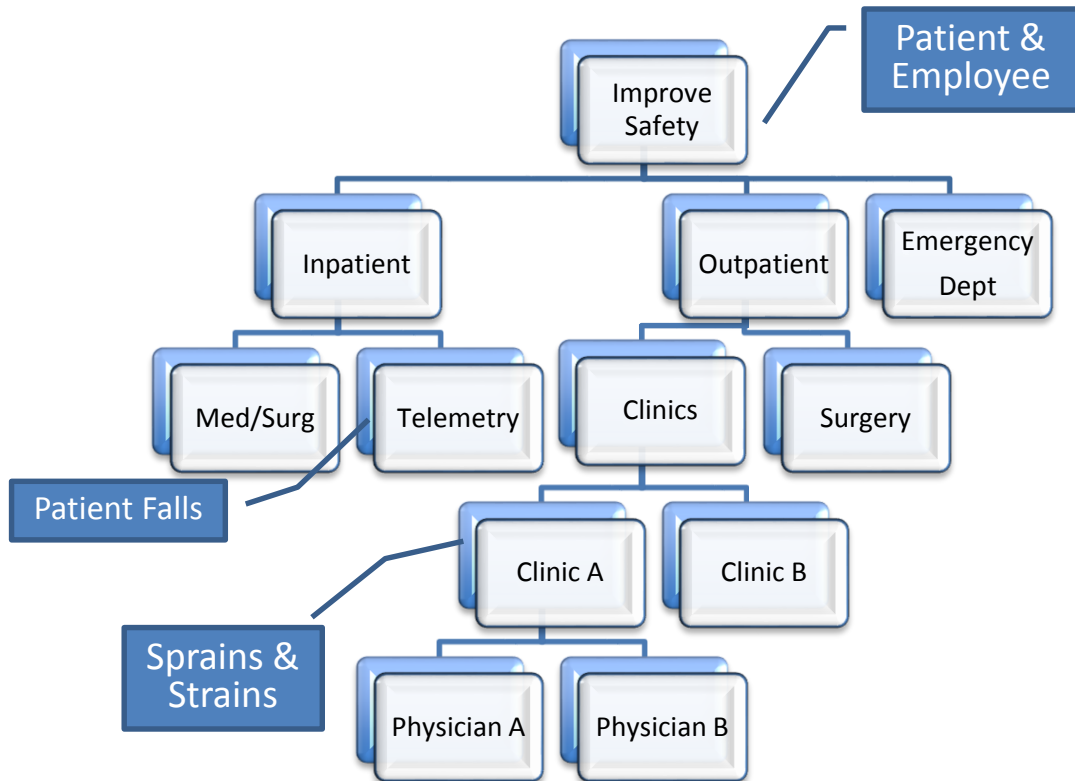 Patient &
Employee
Improve
Safety
Inpatient
Outpatient
Emergency
Dept
Med/Surg
Telemetry
Clinics
Surgery
Patient Falls
Clinic A
Clinic B
Sprains &
Strains
Physician A
Physician B